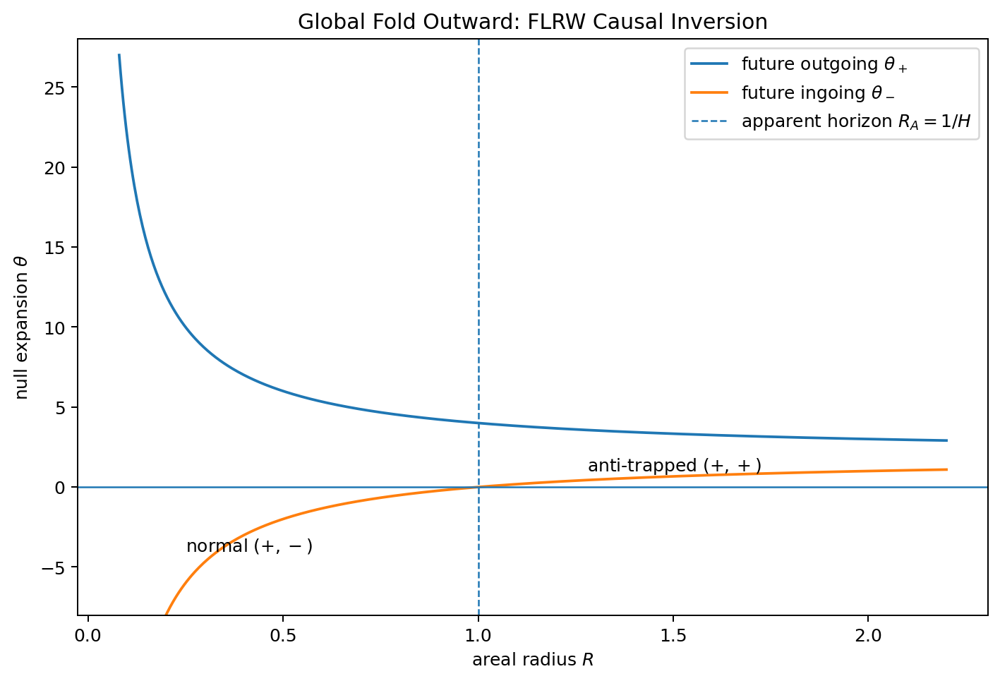 Global Fold Outward: FLRW Causal Inversion
future outgoing θ₊
future ingoing θ₋
apparent horizon R_A = 1/H
null expansion θ
25
20
15
10
5
0
−5
anti-trapped (+, +)
normal (+, −)
0.0
0.5
1.0
1.5
2.0
areal radius R